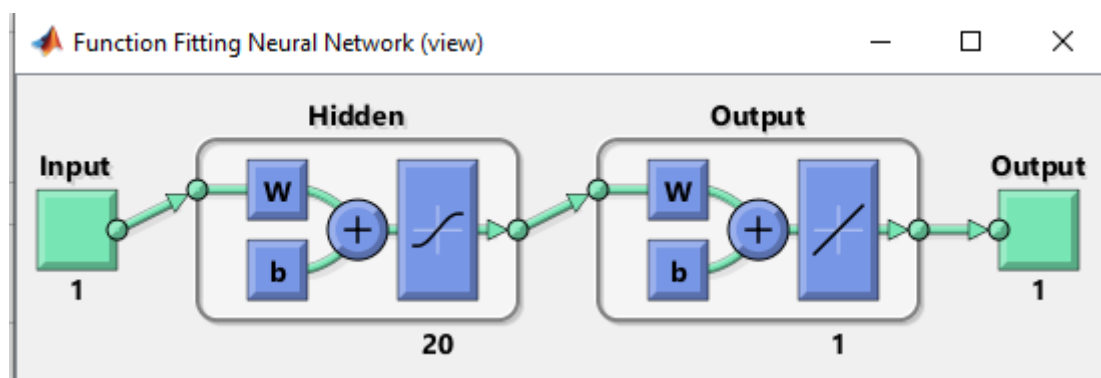 Function Fitting Neural Network (view)
Hidden
Output
Input
Output
W
W
+
+
b
b
1
1
20
1